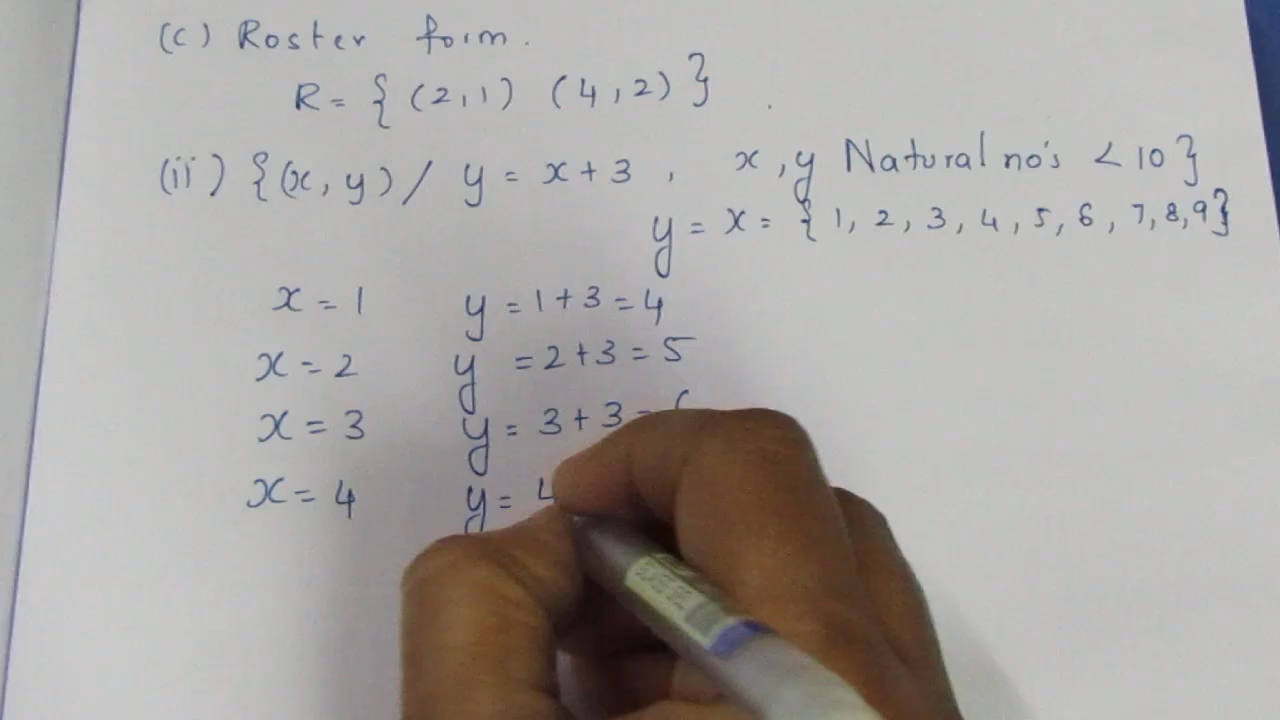 (c) Roster form.
R = { (2,1) (4,2) }
(ii) {(x, y) / y = x + 3 , x, y Natural no's < 10}
y = x = { 1, 2, 3, 4, 5, 6, 7, 8, 9}
x = 1 y = 1 + 3 = 4
x = 2 y = 2 + 3 = 5
x = 3 y = 3 + 3 =
x = 4 y = 4